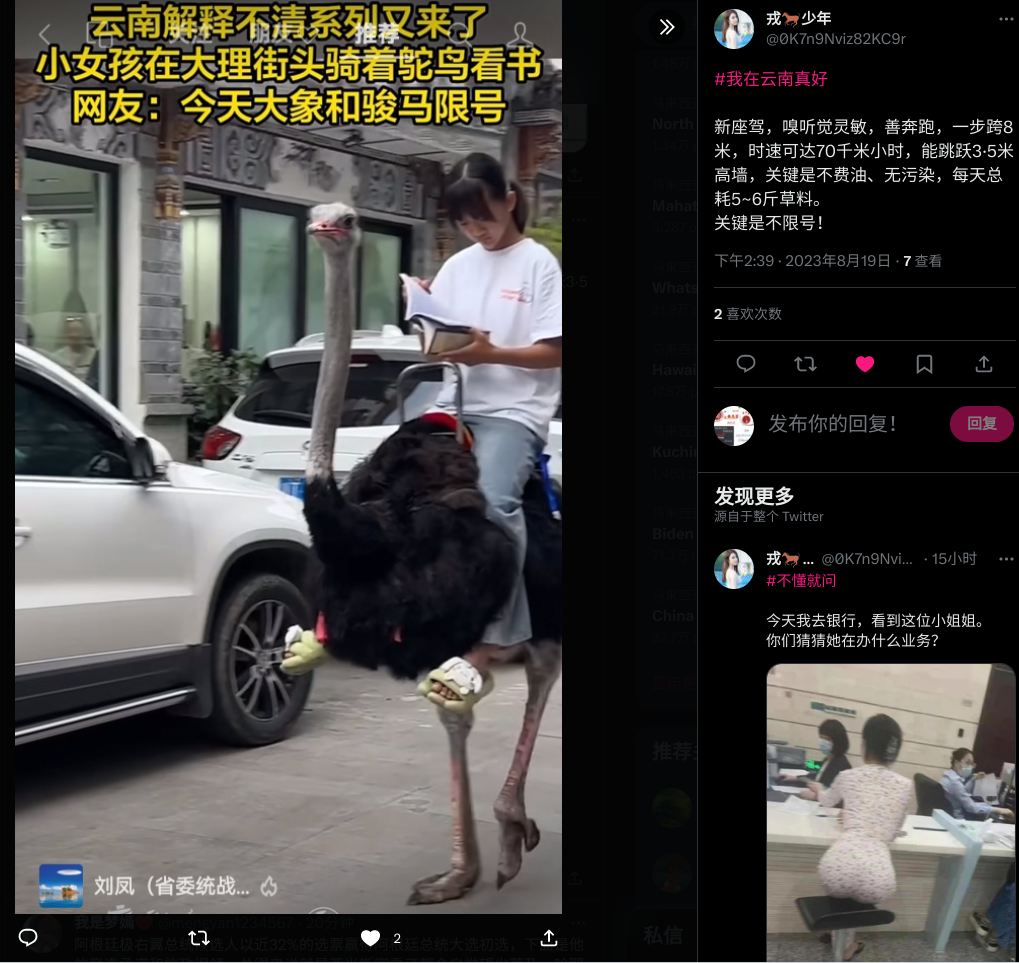 云南解释不清系列又来了
推荐
小女孩在大理街头骑着鸵鸟看书
网友：今天大象和骏马限号
刘凤（省委统战...
2
North
Mahat
Whats
Hawai
Kuchi
Biden
China
私信
戎🐎少年
@0K7n9Nviz82KC9r
#我在云南真好
新座驾，嗅听觉灵敏，善奔跑，一步跨8
米，时速可达70千米小时，能跳跃3·5米
高墙，关键是不费油、无污染，每天总
耗5~6斤草料。
关键是不限号！
下午2:39 · 2023年8月19日 · 7 查看
2 喜欢次数
发布你的回复！
回复
发现更多
源自于整个 Twitter
戎🐎... @0K7n9Nvi... · 15小时
#不懂就问
今天我去银行，看到这位小姐姐。
你们猜猜她在办什么业务？